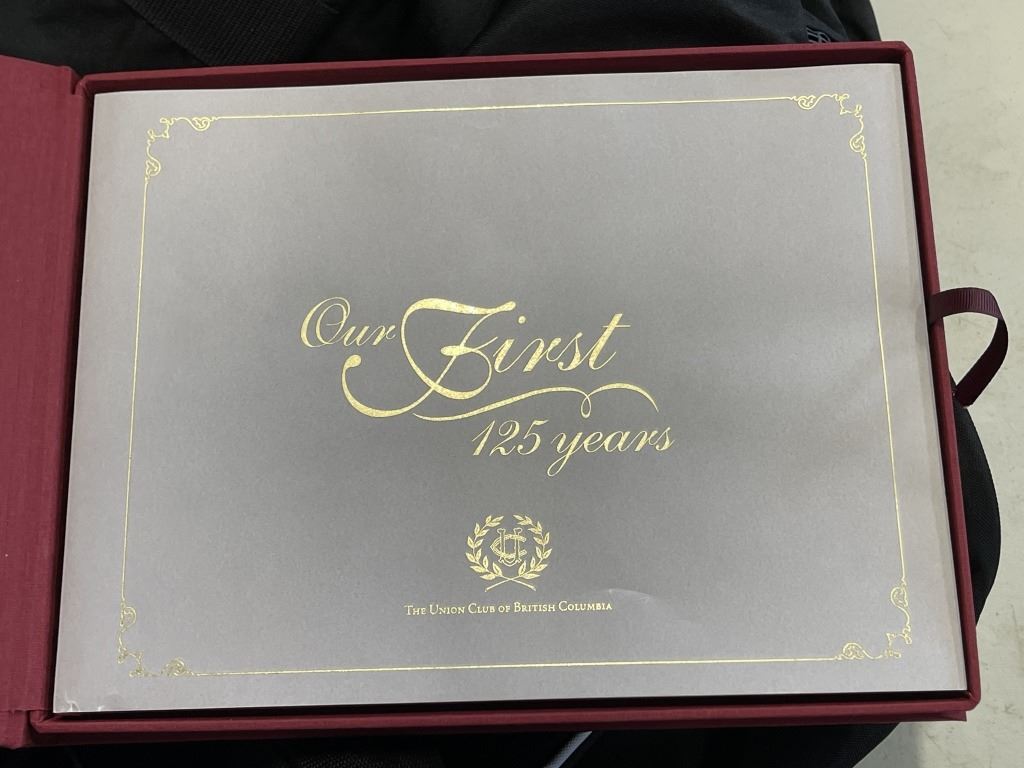 Our First
125 years
UC
The Union Club of British Columbia